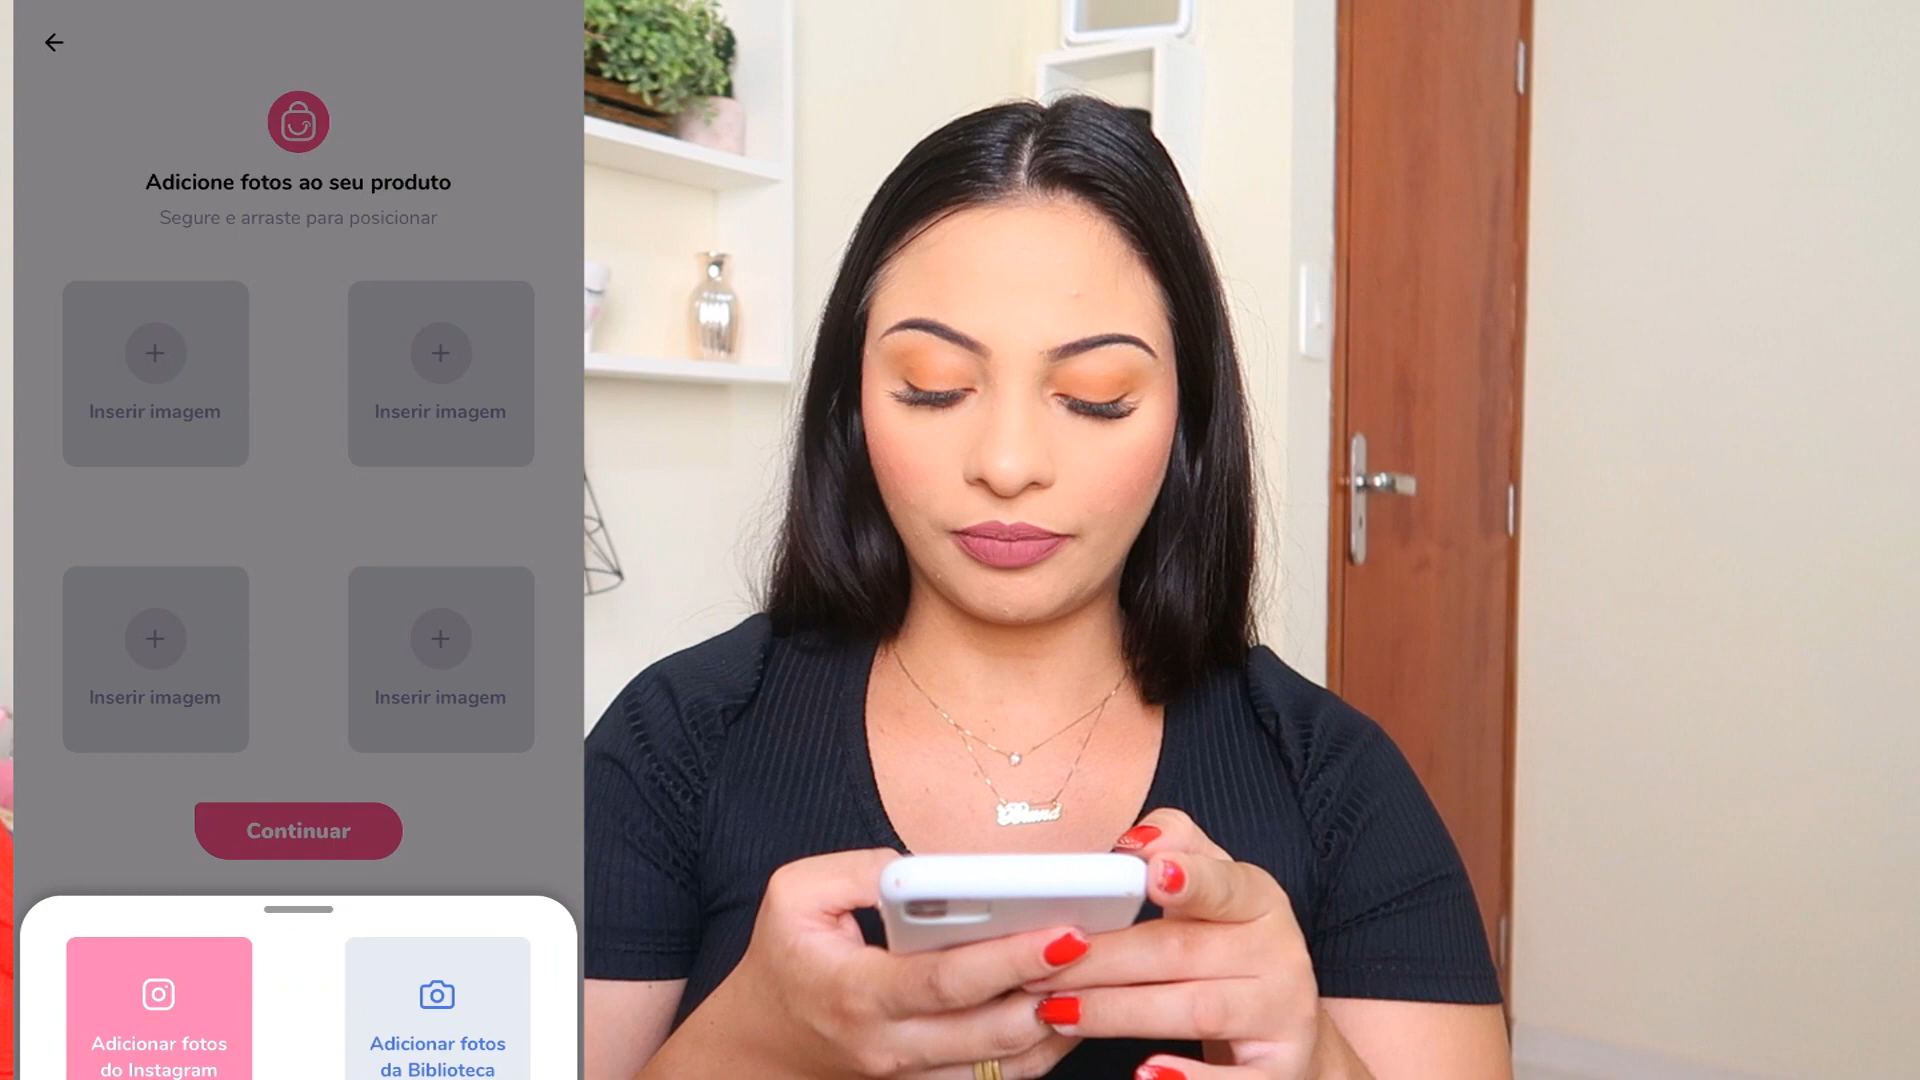 Adicione fotos ao seu produto
Segure e arraste para posicionar
Inserir imagem
Inserir imagem
Inserir imagem
Inserir imagem
Continuar
Adicionar fotos
do Instagram
Adicionar fotos
da Biblioteca